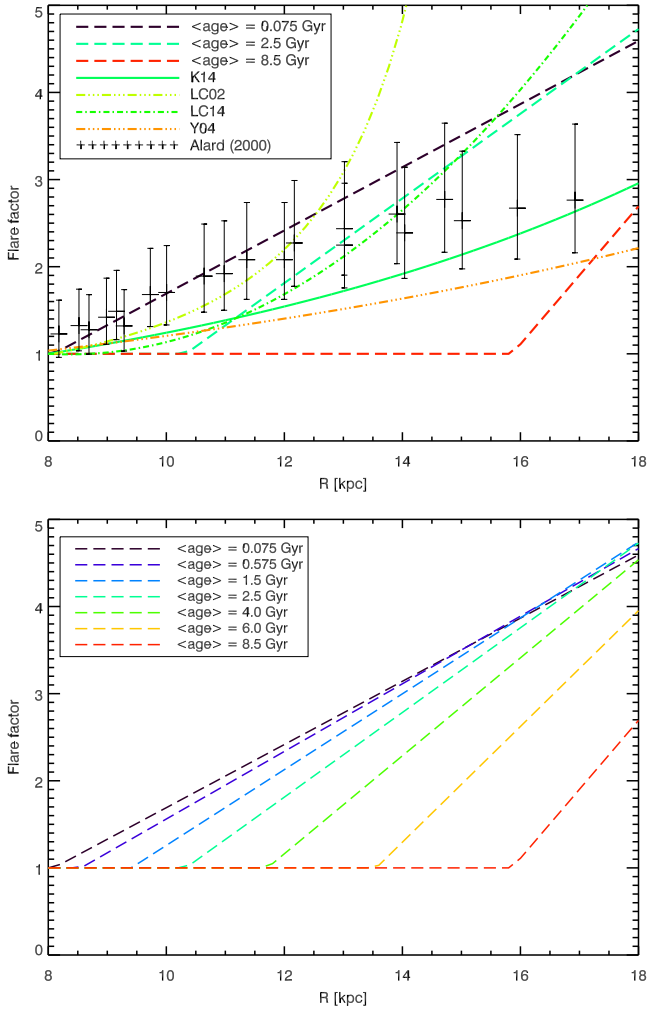 5
4
3
2
1
0
Flare factor
<age> = 0.075 Gyr
<age> = 2.5 Gyr
<age> = 8.5 Gyr
K14
LC02
LC14
Y04
Alard (2000)
8 10 12 14 16 18
R [kpc]
5
4
3
2
1
0
Flare factor
<age> = 0.075 Gyr
<age> = 0.575 Gyr
<age> = 1.5 Gyr
<age> = 2.5 Gyr
<age> = 4.0 Gyr
<age> = 6.0 Gyr
<age> = 8.5 Gyr
8 10 12 14 16 18
R [kpc]